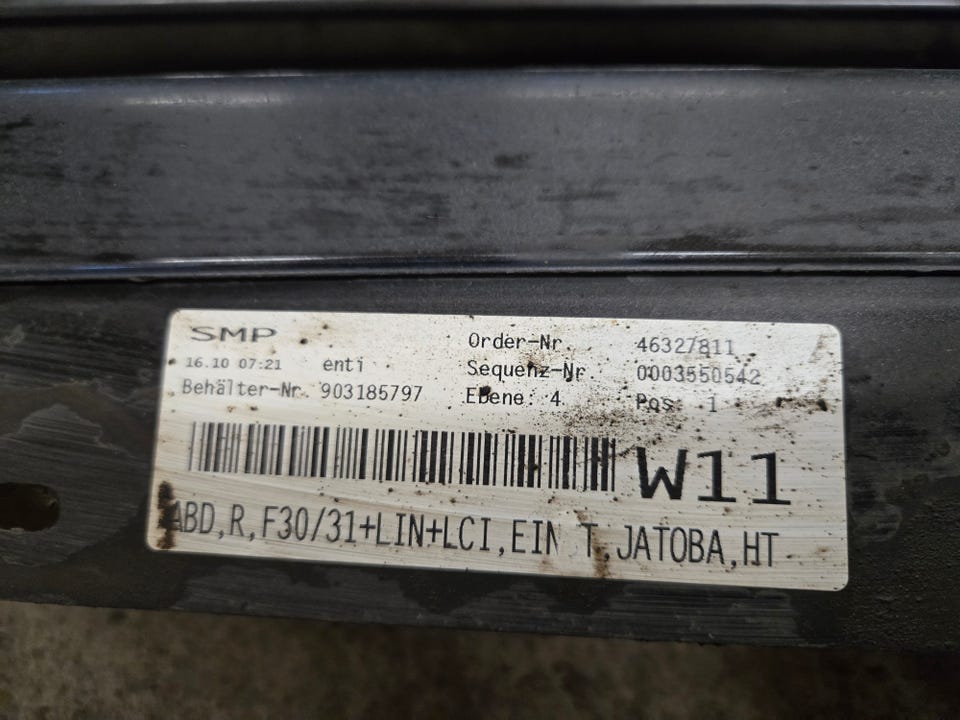 SMP
16.10 07:21 enti
Behälter-Nr. 903185797
Order-Nr 46327811
Sequenz-Nr 0003550542
Ebene: 4 Pos: 1
W11
ABD,R,F30/31+LIN+LCI, JATOBA,HT